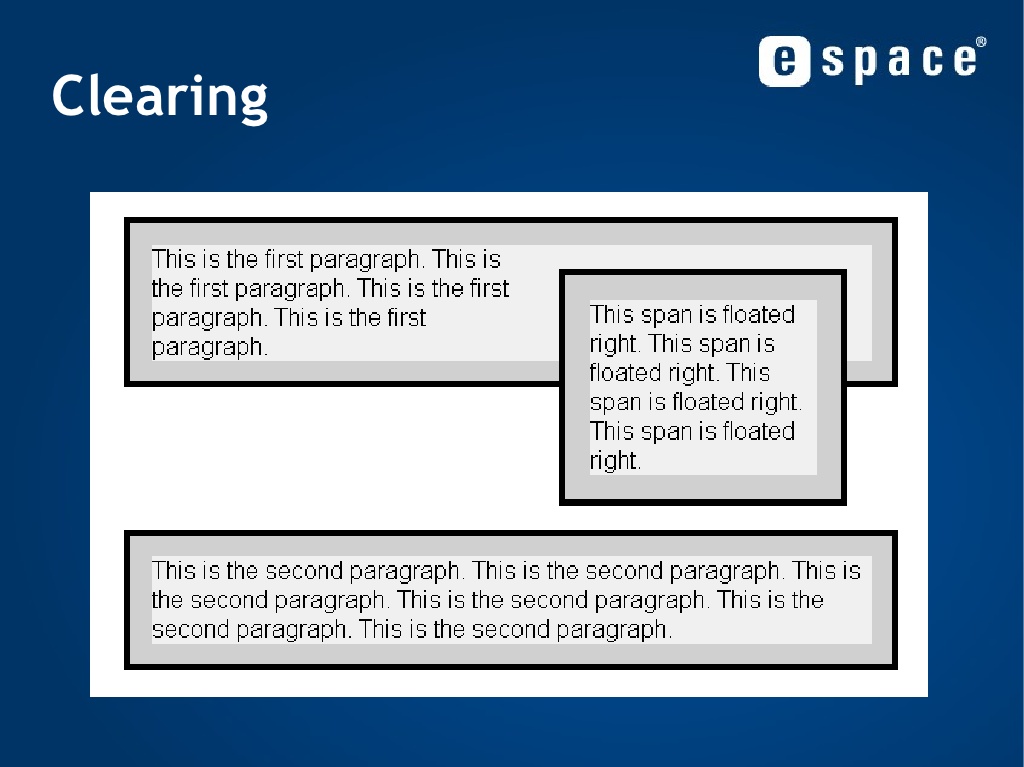 e space®
Clearing
This is the first paragraph. This is
the first paragraph. This is the first
paragraph. This is the first
paragraph.
This span is floated
right. This span is
floated right. This
span is floated right.
This span is floated
right.
This is the second paragraph. This is the second paragraph. This is
the second paragraph. This is the second paragraph. This is the
second paragraph. This is the second paragraph.